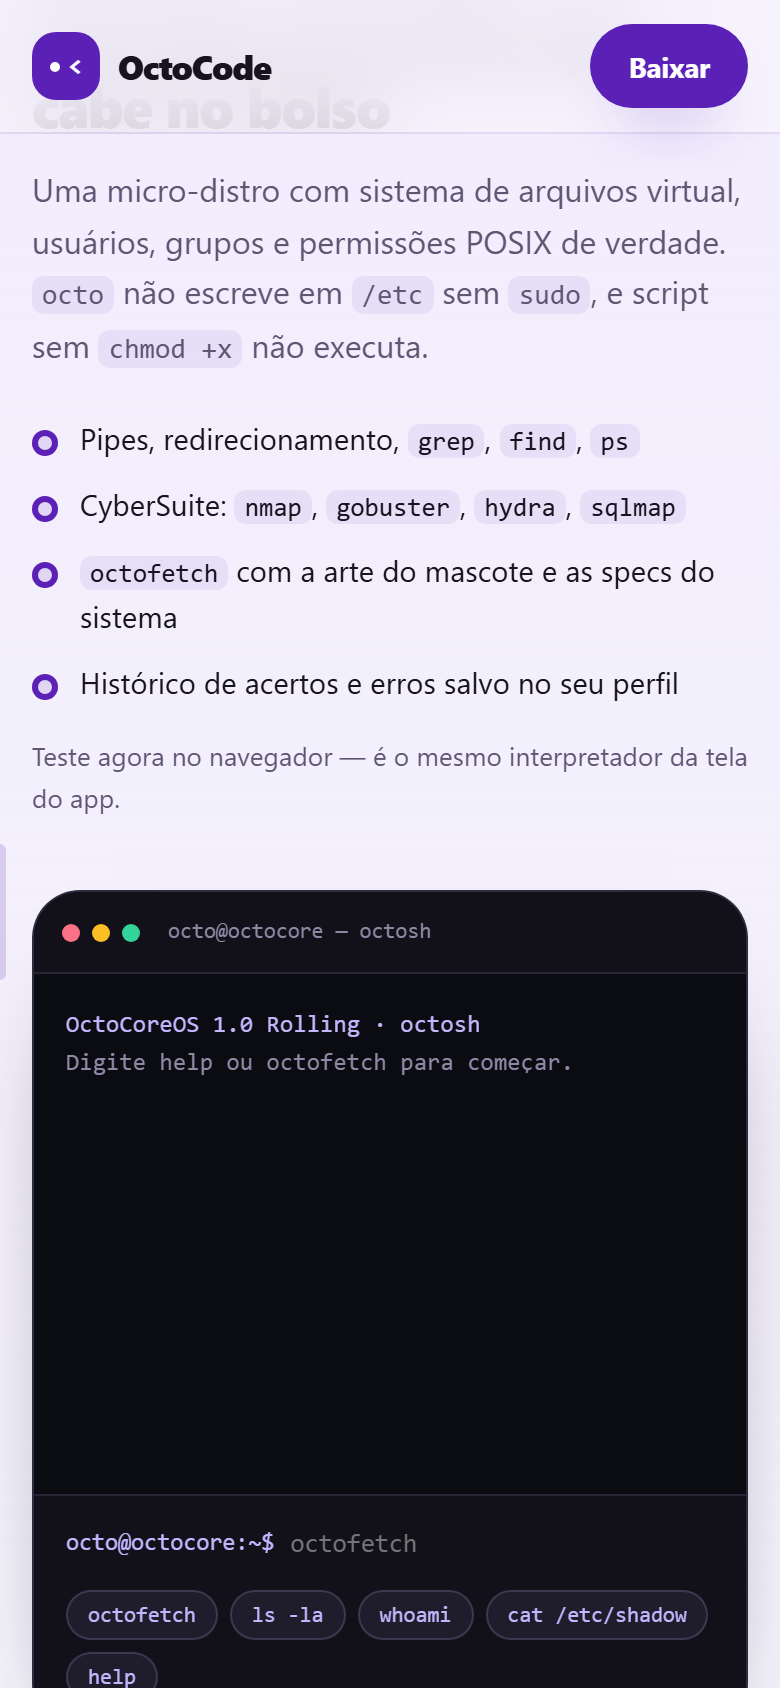 OctoCode
Baixar
cabe no bolso
Uma micro-distro com sistema de arquivos virtual,
usuários, grupos e permissões POSIX de verdade.
octo não escreve em /etc sem sudo, e script
sem chmod +x não executa.
Pipes, redirecionamento, grep, find, ps
CyberSuite: nmap, gobuster, hydra, sqlmap
octofetch com a arte do mascote e as specs do
sistema
Histórico de acertos e erros salvo no seu perfil
Teste agora no navegador — é o mesmo interpretador da tela
do app.
octo@octocore — octosh
OctoCoreOS 1.0 Rolling · octosh
Digite help ou octofetch para começar.
octo@octocore:~$ octofetch
octofetch ls -la whoami cat /etc/shadow
help